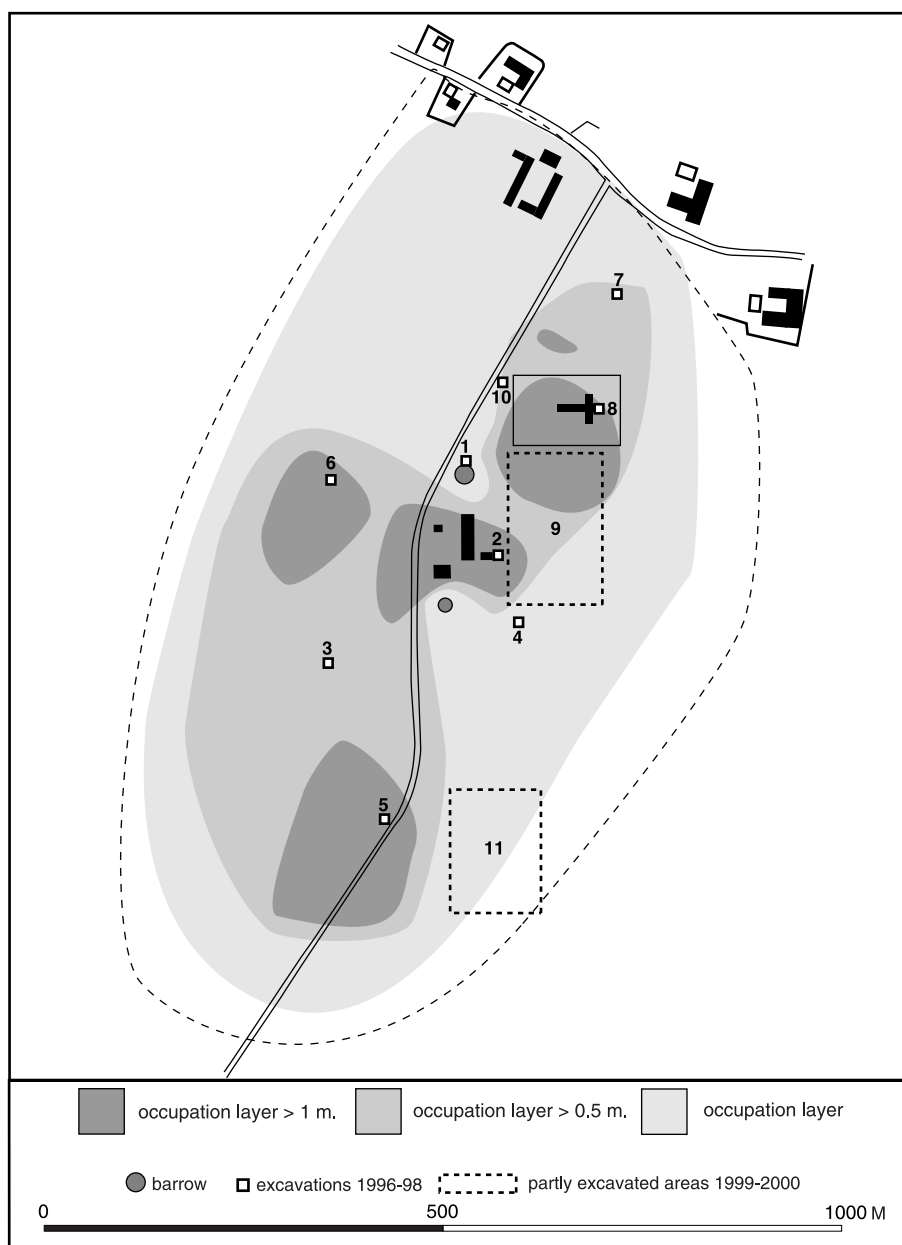 7
10
8
1
6
9
2
4
3
5
11
occupation layer > 1 m.
occupation layer > 0.5 m.
occupation layer
barrow
excavations 1996-98
partly excavated areas 1999-2000
0
500
1000 M